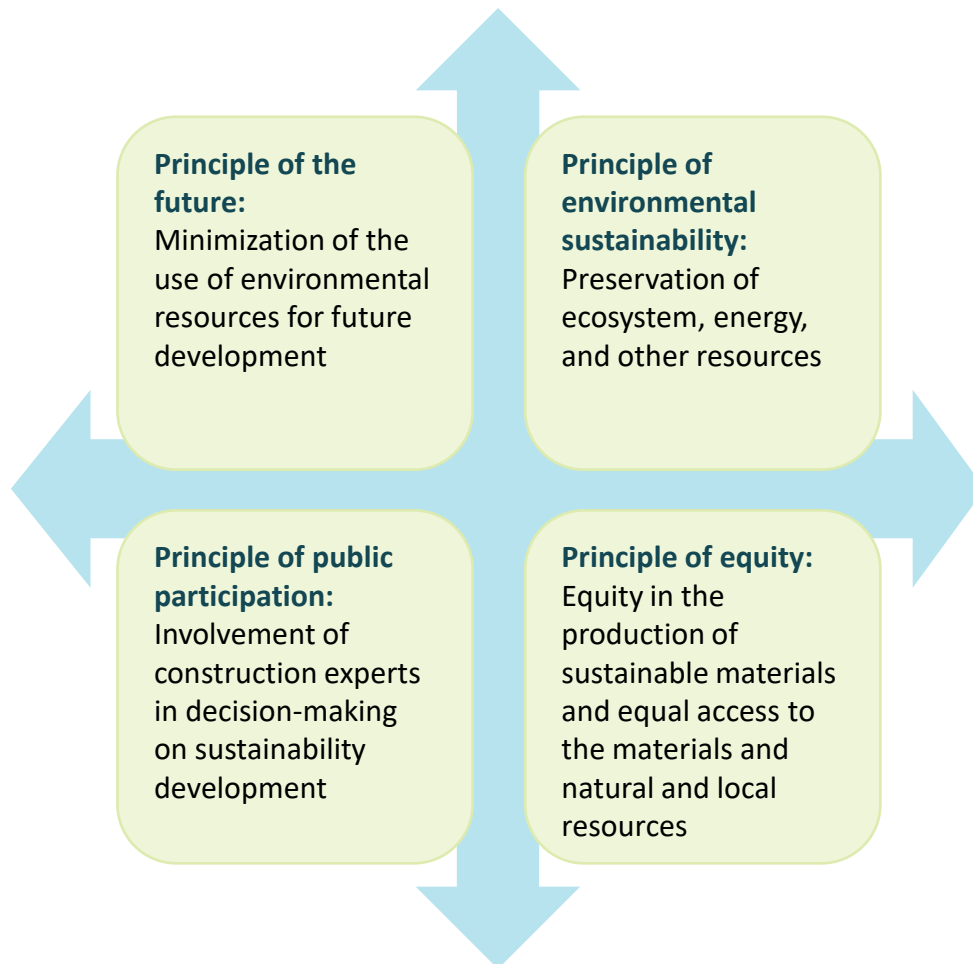 Principle of the
future:
Minimization of the
use of environmental
resources for future
development
Principle of
environmental
sustainability:
Preservation of
ecosystem, energy,
and other resources
Principle of public
participation:
Involvement of
construction experts
in decision-making
on sustainability
development
Principle of equity:
Equity in the
production of
sustainable materials
and equal access to
the materials and
natural and local
resources